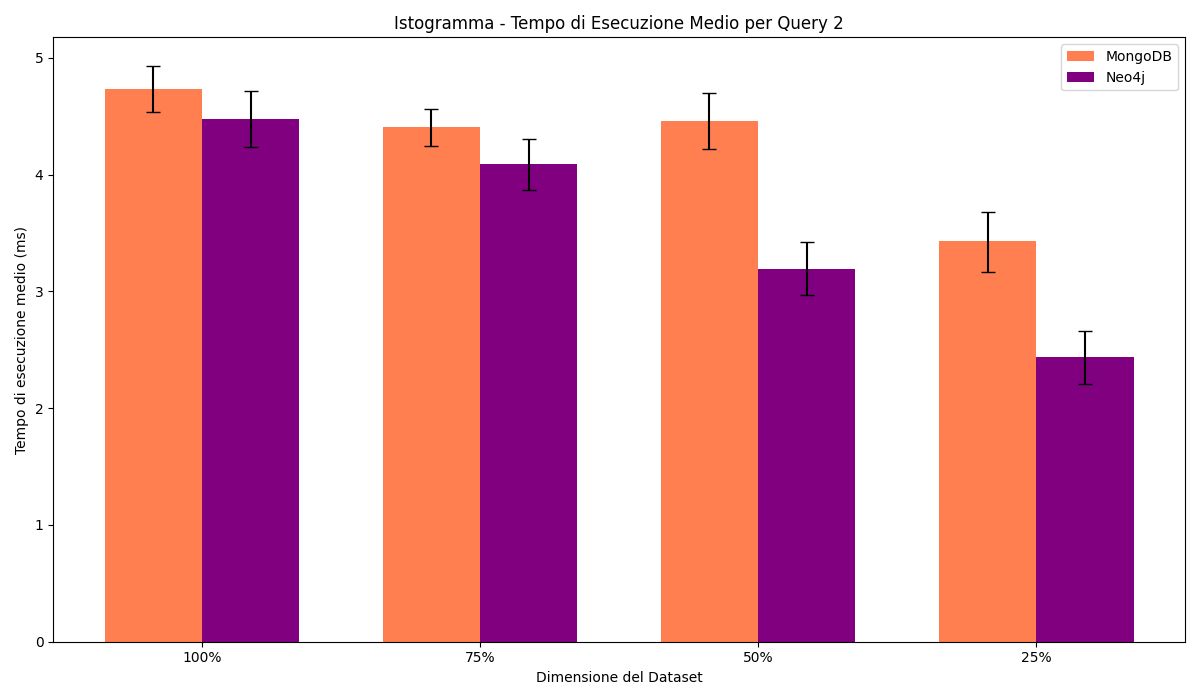 Istogramma - Tempo di Esecuzione Medio per Query 2
MongoDB
Neo4j
Tempo di esecuzione medio (ms)
5
4
3
2
1
0
100%
75%
50%
25%
Dimensione del Dataset